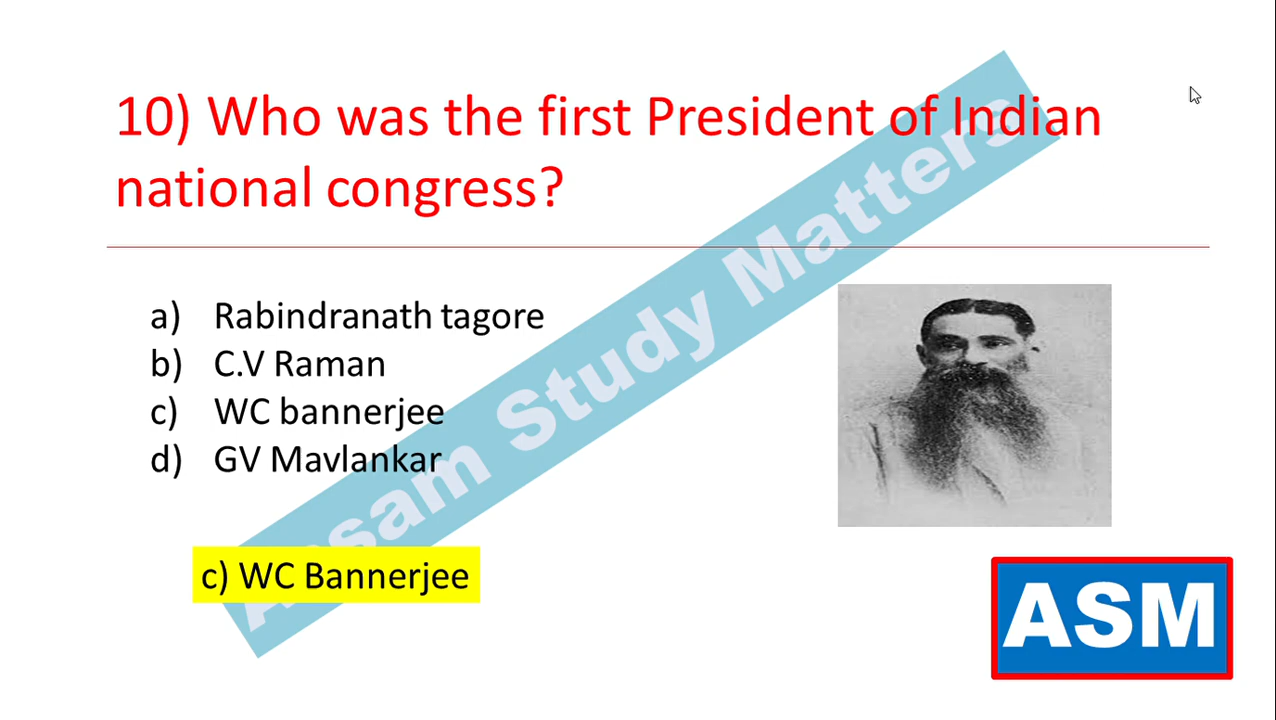 10) Who was the first President of Indian
national congress?
a) Rabindranath tagore
b) C.V Raman
c) WC bannerjee
d) GV Mavlankar
c) WC Bannerjee
Assam Study Matters
ASM